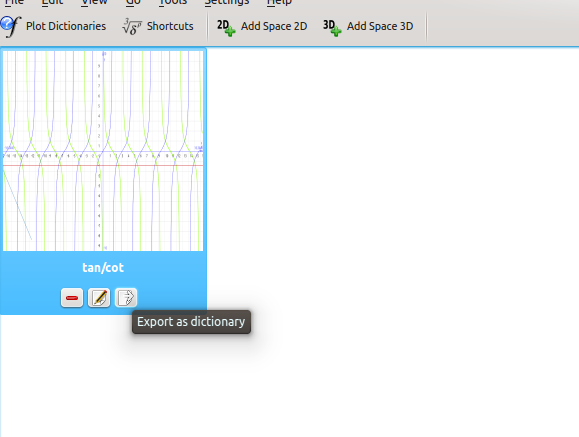 File Edit View Go Tools Settings Help
Plot Dictionaries Shortcuts 2D Add Space 2D 3D Add Space 3D
tan/cot
Export as dictionary